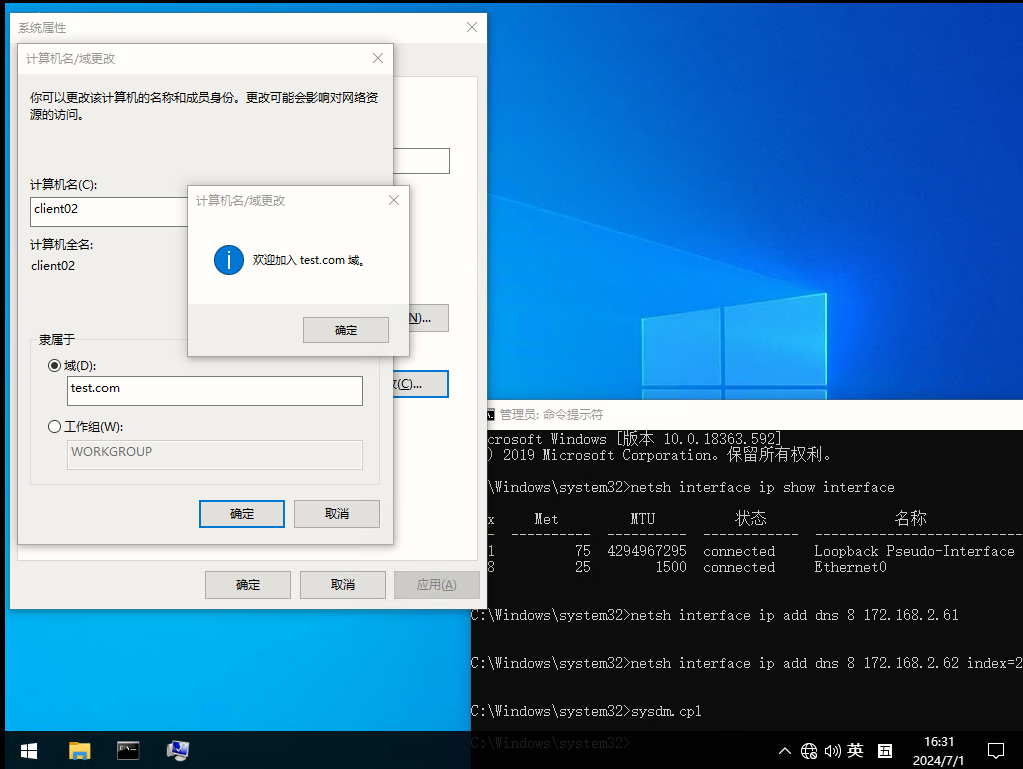 系统属性
计算机名/域更改
你可以更改该计算机的名称和成员身份。更改可能会影响对网络资
源的访问。
计算机名(C):
client02
计算机全名:
client02
计算机名/域更改
欢迎加入 test.com 域。
确定
N)...
(C)...
隶属于
域(D):
test.com
工作组(W):
WORKGROUP
确定
取消
确定
取消
应用(A)
管理员: 命令提示符
crosoft Windows [版本 10.0.18363.592]
) 2019 Microsoft Corporation。保留所有权利。
\Windows\system32>netsh interface ip show interface
x Met MTU 状态 名称
--- ---------- ---------- ------------ ---------------------------
1 75 4294967295 connected Loopback Pseudo-Interface
8 25 1500 connected Ethernet0
C:\Windows\system32>netsh interface ip add dns 8 172.168.2.61
C:\Windows\system32>netsh interface ip add dns 8 172.168.2.62 index=2
C:\Windows\system32>sysdm.cpl
C:\Windows\system32>
英
五
16:31
2024/7/1